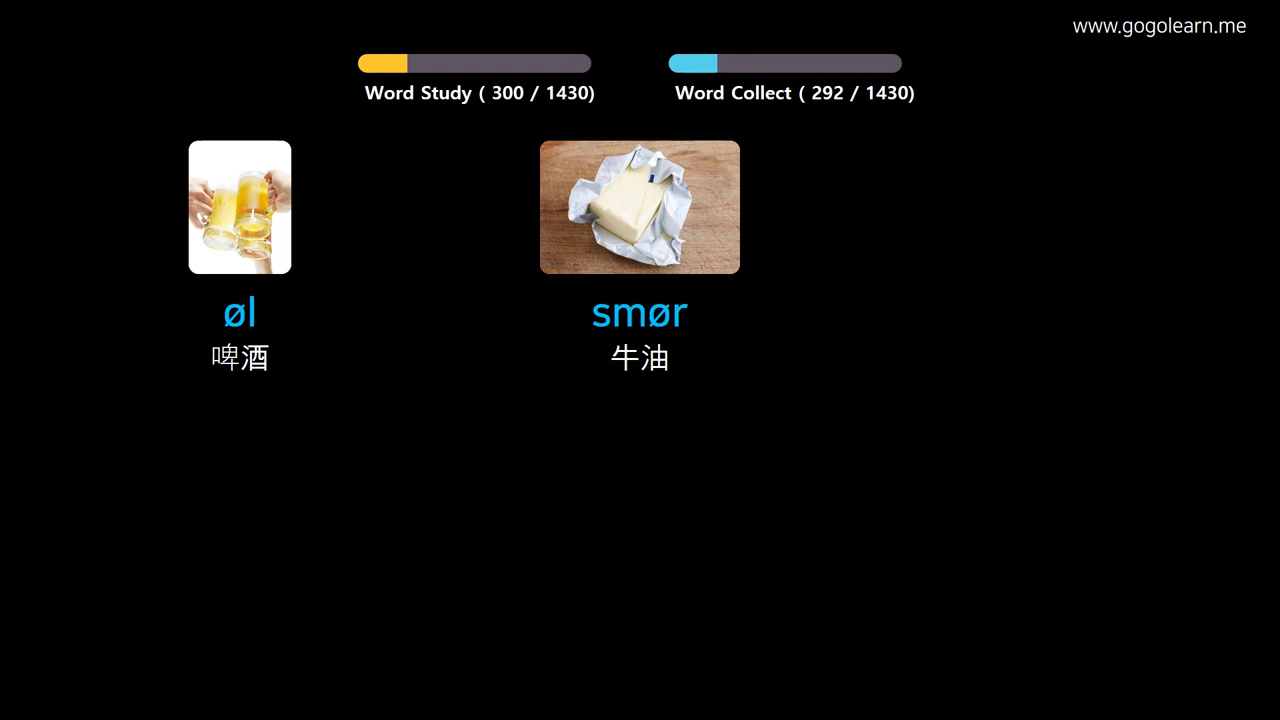 www.gogolearn.me
Word Study ( 300 / 1430)
Word Collect ( 292 / 1430)
øl
smør
啤酒
牛油